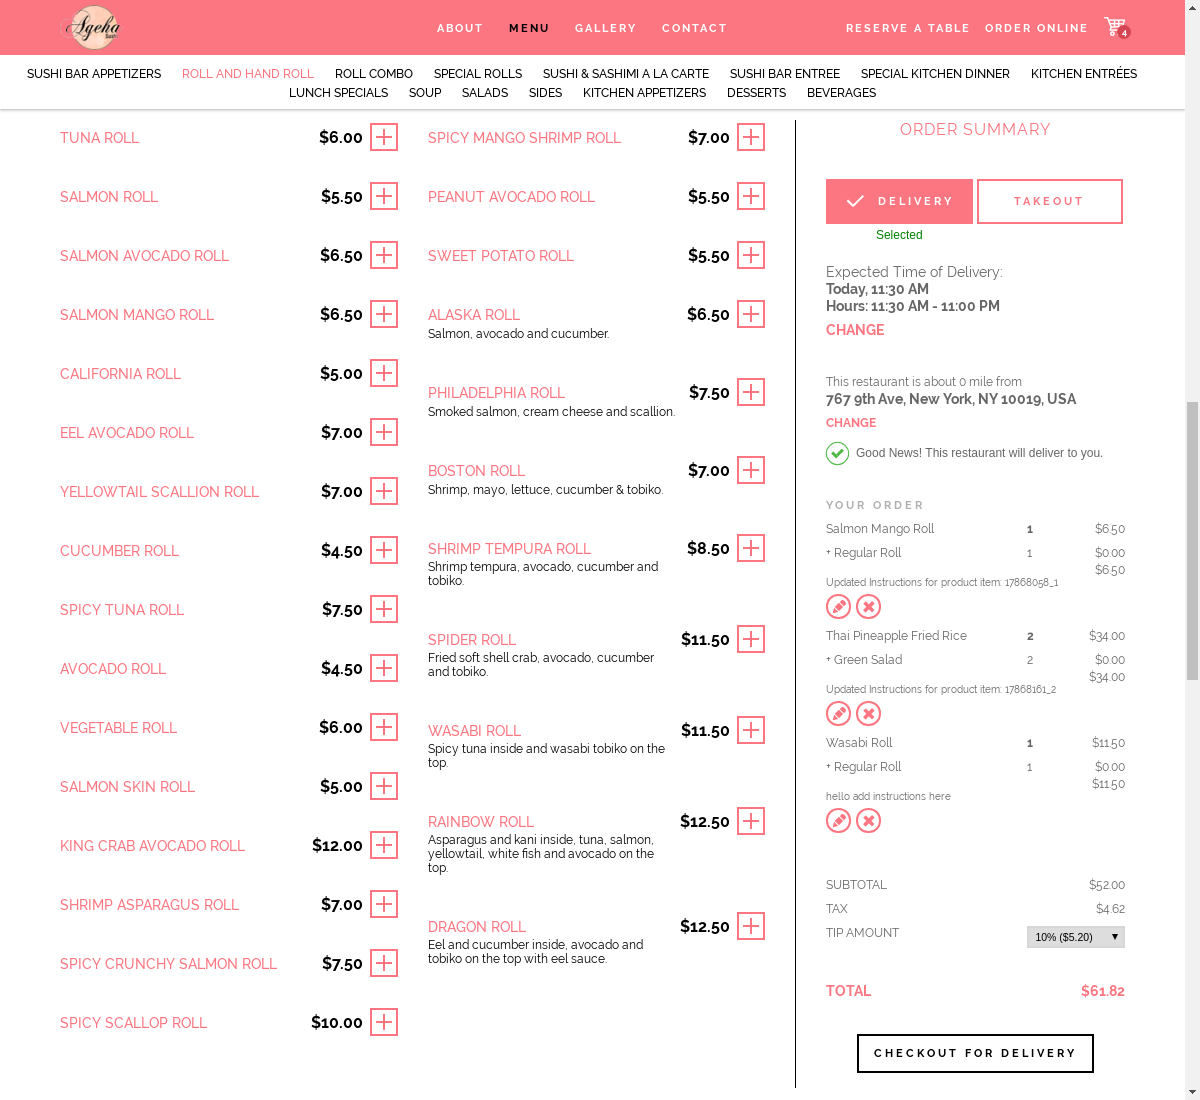 Ageha
ABOUT
MENU
GALLERY
CONTACT
RESERVE A TABLE
ORDER ONLINE
4
SUSHI BAR APPETIZERS
ROLL AND HAND ROLL
ROLL COMBO
SPECIAL ROLLS
SUSHI & SASHIMI A LA CARTE
SUSHI BAR ENTREE
SPECIAL KITCHEN DINNER
KITCHEN ENTRÉES
LUNCH SPECIALS
SOUP
SALADS
SIDES
KITCHEN APPETIZERS
DESSERTS
BEVERAGES
TUNA ROLL $6.00
SALMON ROLL $5.50
SALMON AVOCADO ROLL $6.50
SALMON MANGO ROLL $6.50
CALIFORNIA ROLL $5.00
EEL AVOCADO ROLL $7.00
YELLOWTAIL SCALLION ROLL $7.00
CUCUMBER ROLL $4.50
SPICY TUNA ROLL $7.50
AVOCADO ROLL $4.50
VEGETABLE ROLL $6.00
SALMON SKIN ROLL $5.00
KING CRAB AVOCADO ROLL $12.00
SHRIMP ASPARAGUS ROLL $7.00
SPICY CRUNCHY SALMON ROLL $7.50
SPICY SCALLOP ROLL $10.00
SPICY MANGO SHRIMP ROLL $7.00
PEANUT AVOCADO ROLL $5.50
SWEET POTATO ROLL $5.50
ALASKA ROLL $6.50
Salmon, avocado and cucumber.
PHILADELPHIA ROLL $7.50
Smoked salmon, cream cheese and scallion.
BOSTON ROLL $7.00
Shrimp, mayo, lettuce, cucumber & tobiko.
SHRIMP TEMPURA ROLL $8.50
Shrimp tempura, avocado, cucumber and
tobiko.
SPIDER ROLL $11.50
Fried soft shell crab, avocado, cucumber
and tobiko.
WASABI ROLL $11.50
Spicy tuna inside and wasabi tobiko on the
top.
RAINBOW ROLL $12.50
Asparagus and kani inside, tuna, salmon,
yellowtail, white fish and avocado on the
top.
DRAGON ROLL $12.50
Eel and cucumber inside, avocado and
tobiko on the top with eel sauce.
ORDER SUMMARY
DELIVERY
TAKEOUT
Selected
Expected Time of Delivery:
Today, 11:30 AM
Hours: 11:30 AM - 11:00 PM
CHANGE
This restaurant is about 0 mile from
767 9th Ave, New York, NY 10019, USA
CHANGE
Good News! This restaurant will deliver to you.
YOUR ORDER
Salmon Mango Roll 1 $6.50
+ Regular Roll 1 $0.00
$6.50
Updated Instructions for product item: 17868058_1
Thai Pineapple Fried Rice 2 $34.00
+ Green Salad 2 $0.00
$34.00
Updated Instructions for product item: 17868161_2
Wasabi Roll 1 $11.50
+ Regular Roll 1 $0.00
$11.50
hello add instructions here
SUBTOTAL $52.00
TAX $4.62
TIP AMOUNT 10% ($5.20)
TOTAL $61.82
CHECKOUT FOR DELIVERY